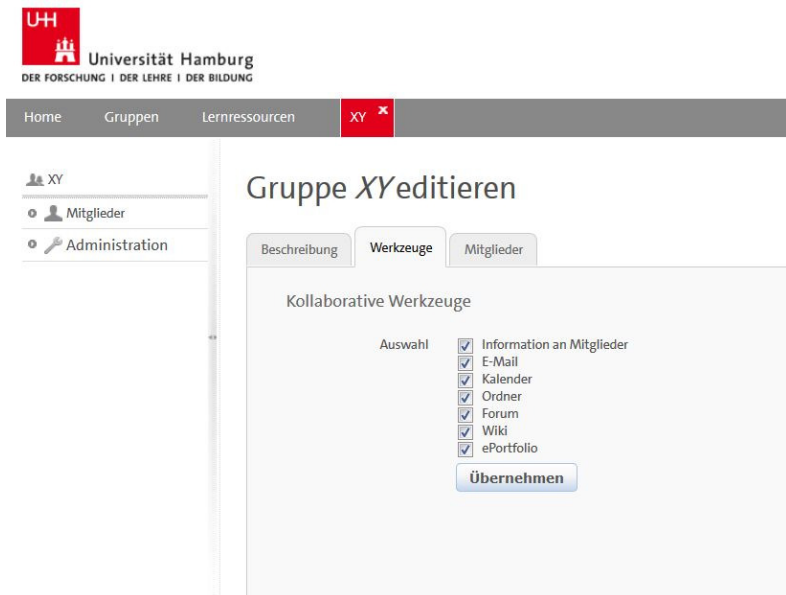 UHH
Universität Hamburg
DER FORSCHUNG | DER LEHRE | DER BILDUNG
Home Gruppen Lernressourcen XY x
XY
Mitglieder
Administration
Gruppe XY editieren
Beschreibung Werkzeuge Mitglieder
Kollaborative Werkzeuge
Auswahl Information an Mitglieder
E-Mail
Kalender
Ordner
Forum
Wiki
ePortfolio
Übernehmen